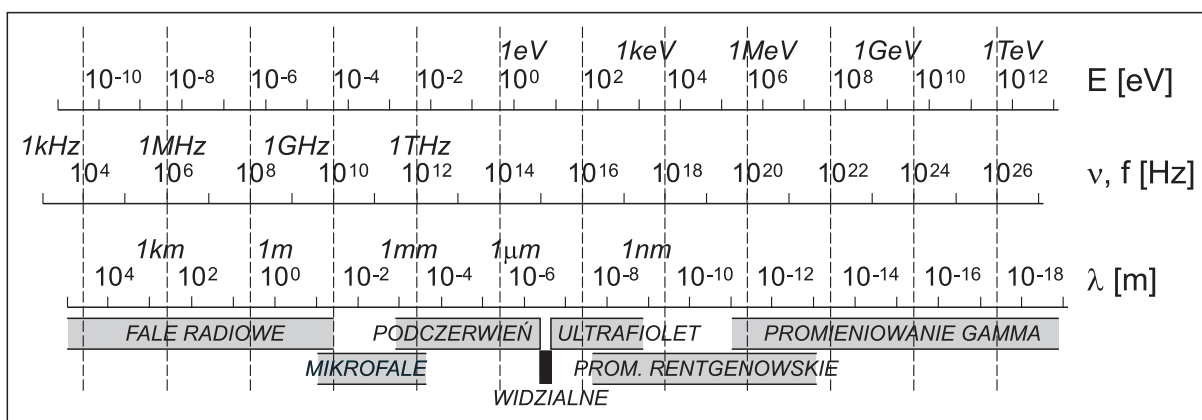 1eV 1keV 1MeV 1GeV 1TeV
10-10 10-8 10-6 10-4 10-2 100 102 104 106 108 1010 1012 E [eV]
1kHz 1MHz 1GHz 1THz
104 106 108 1010 1012 1014 1016 1018 1020 1022 1024 1026 ν, f [Hz]
1km 1m 1mm 1μm 1nm
104 102 100 10-2 10-4 10-6 10-8 10-10 10-12 10-14 10-16 10-18 λ [m]
FALE RADIOWE PODCZERWIEŃ ULTRAFIOLET PROMIENIOWANIE GAMMA
MIKROFALE PROM. RENTGENOWSKIE
WIDZIALNE